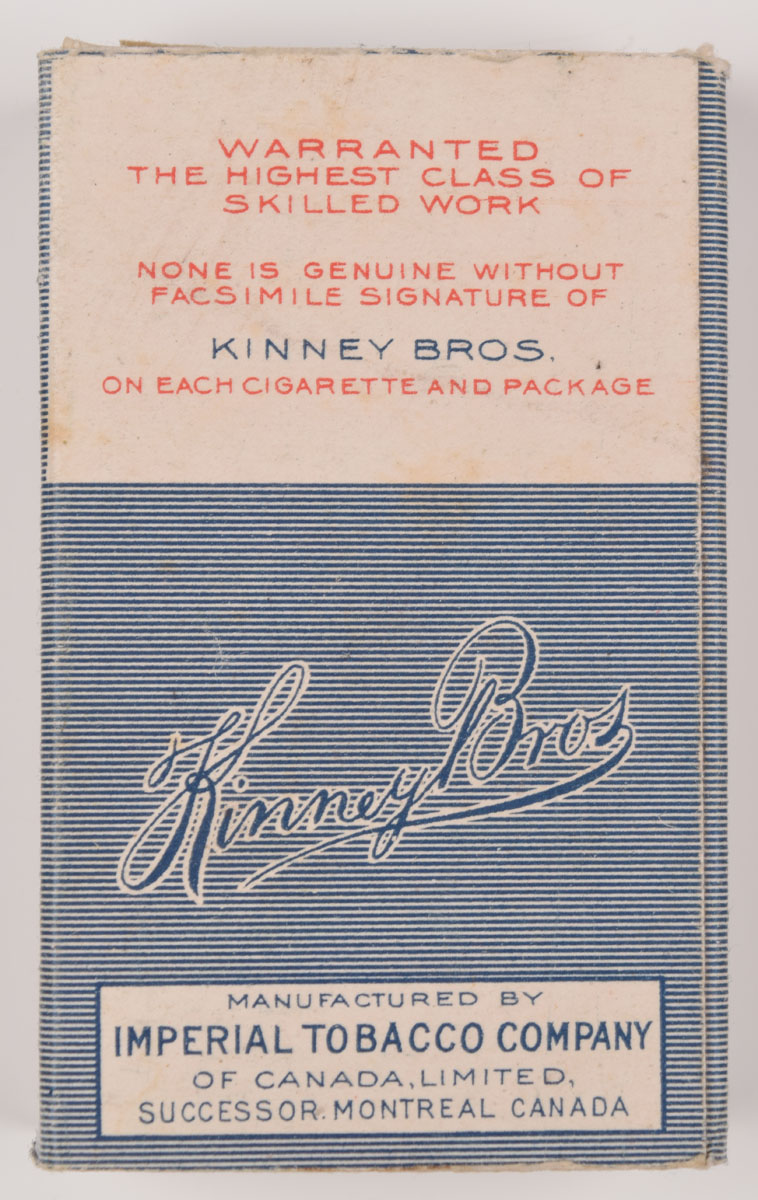 WARRANTED
THE HIGHEST CLASS OF
SKILLED WORK
NONE IS GENUINE WITHOUT
FACSIMILE SIGNATURE OF
KINNEY BROS.
ON EACH CIGARETTE AND PACKAGE
Kinney Bros
MANUFACTURED BY
IMPERIAL TOBACCO COMPANY
OF CANADA, LIMITED,
SUCCESSOR. MONTREAL CANADA